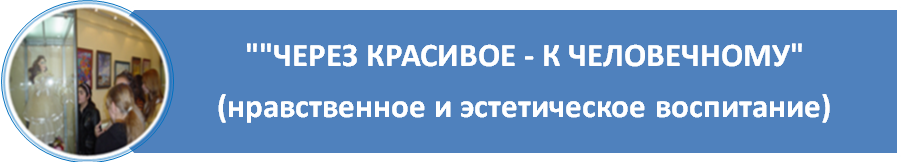 ""ЧЕРЕЗ КРАСИВОЕ - К ЧЕЛОВЕЧНОМУ"
(нравственное и эстетическое воспитание)